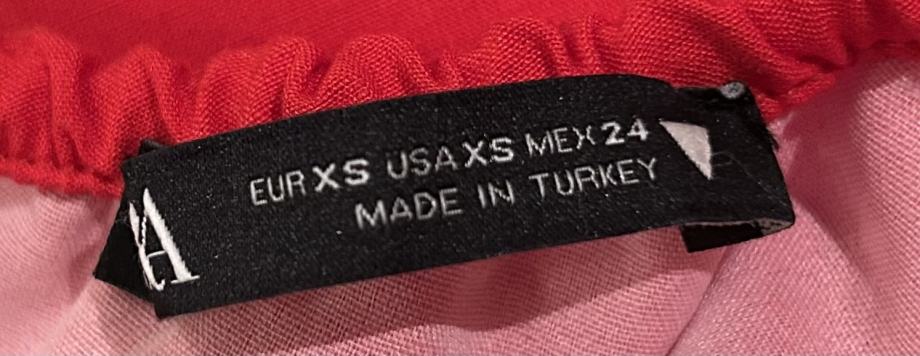 EUR XS USA XS MEX 24
MADE IN TURKEY
A